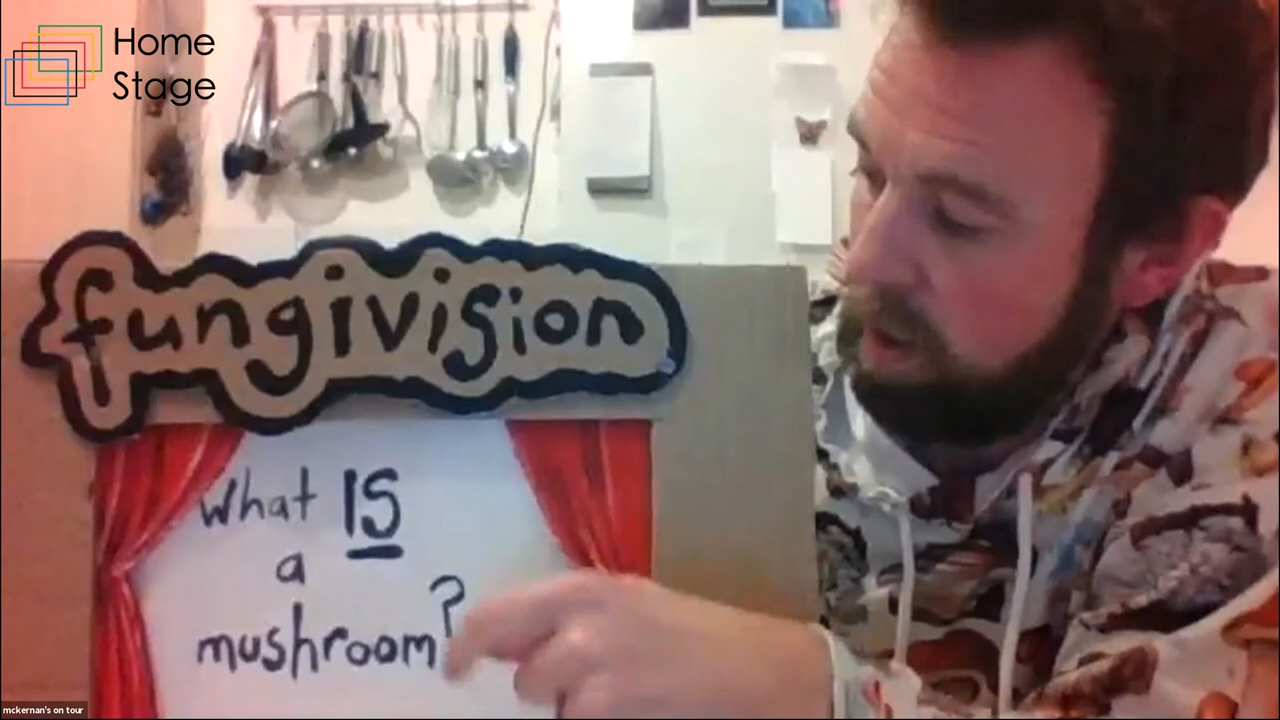 Home
Stage
fungivision
What IS
a
mushroom?
mckernan's on tour